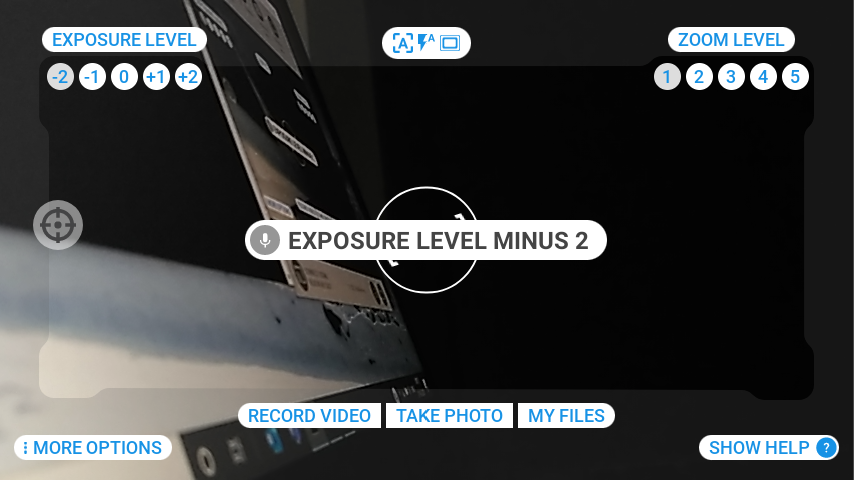 EXPOSURE LEVEL
ZOOM LEVEL
-2 -1 0 +1 +2
1 2 3 4 5
EXPOSURE LEVEL MINUS 2
RECORD VIDEO TAKE PHOTO MY FILES
MORE OPTIONS
SHOW HELP ?